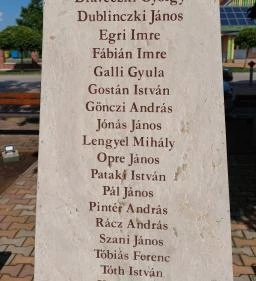 Dublinczki János
Egri Imre
Fábián Imre
Galli Gyula
Gostán István
Gönczi András
Jónás János
Lengyel Mihály
Opre János
Pataki István
Pál János
Pintér András
Rácz András
Szani János
Tóbiás Ferenc
Tóth István